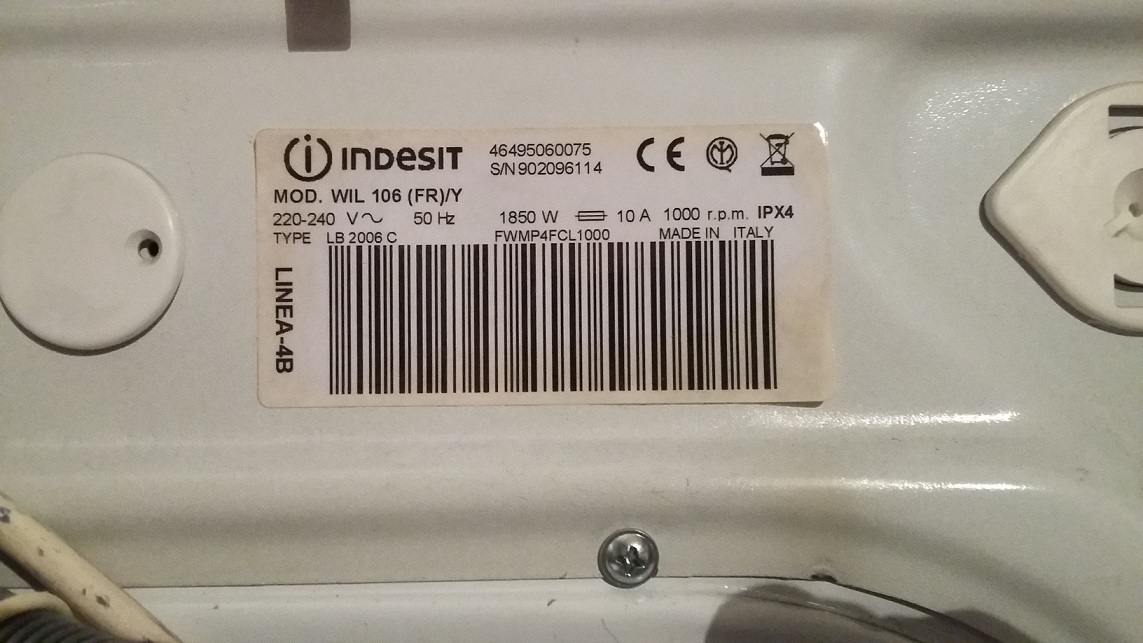 INDESIT
46495060075
S/N 902096114
CE
MOD. WIL 106 (FR)/Y
220-240 V~ 50 Hz 1850 W 10 A 1000 r.p.m. IPX4
TYPE LB 2006 C FWMP4FCL1000 MADE IN ITALY
LINEA-4B